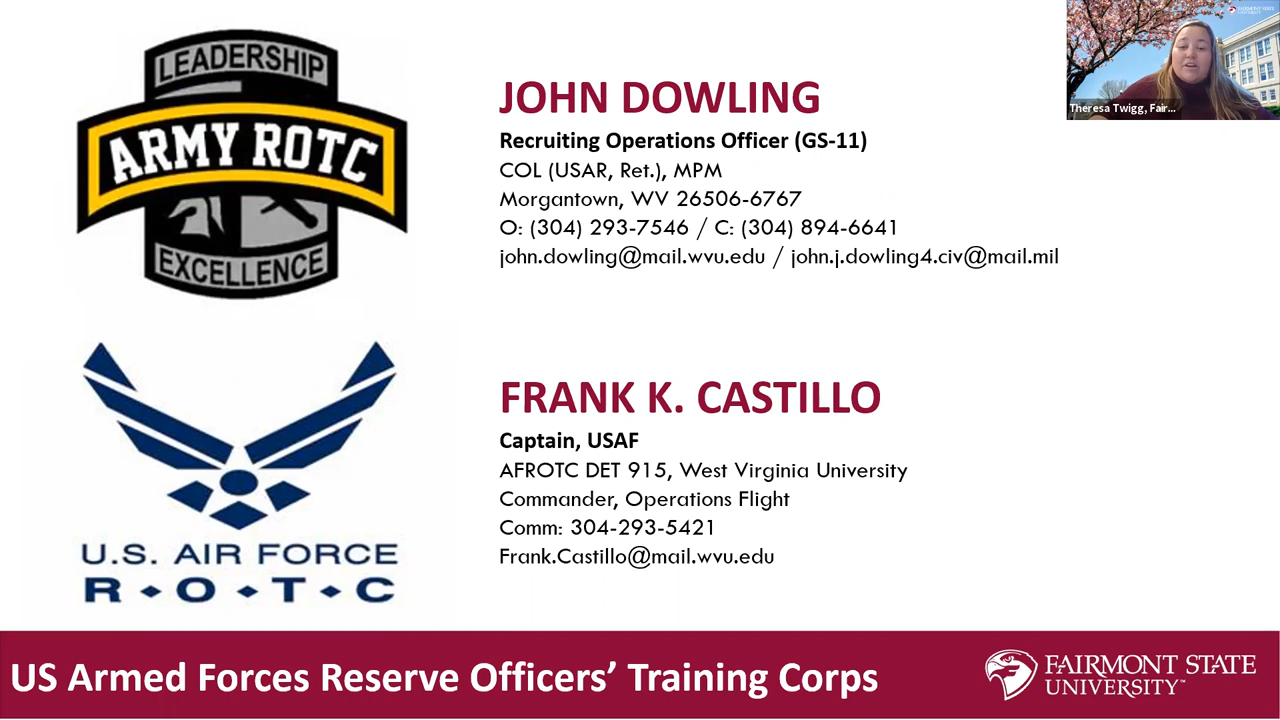 LEADERSHIP
ARMY ROTC
EXCELLENCE
JOHN DOWLING
Recruiting Operations Officer (GS-11)
COL (USAR, Ret.), MPM
Morgantown, WV 26506-6767
O: (304) 293-7546 / C: (304) 894-6641
john.dowling@mail.wvu.edu / john.j.dowling4.civ@mail.mil
FAIRMONT STATE
UNIVERSITY
Theresa Twigg, Fair...
U.S. AIR FORCE
R·O·T·C
FRANK K. CASTILLO
Captain, USAF
AFROTC DET 915, West Virginia University
Commander, Operations Flight
Comm: 304-293-5421
Frank.Castillo@mail.wvu.edu
US Armed Forces Reserve Officers’ Training Corps
FAIRMONT STATE
UNIVERSITY™